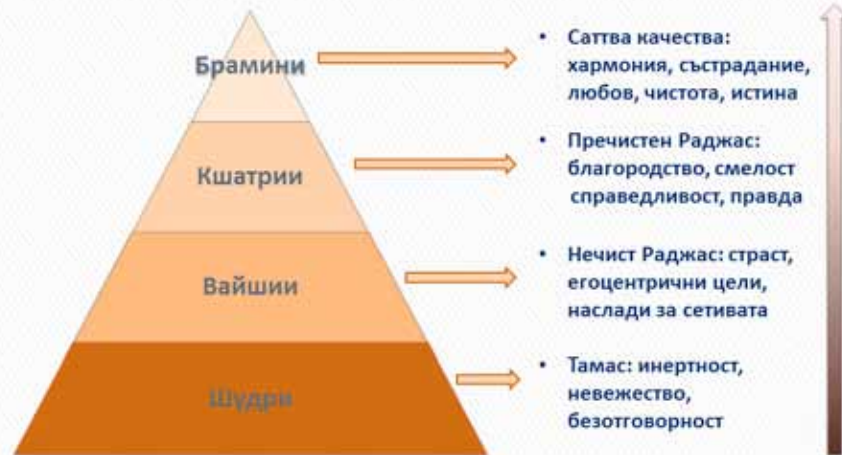 Брамини
• Саттва качества:
хармония, състрадание,
любов, чистота, истина
Кшатрии
• Пречистен Раджас:
благородство, смелост
справедливост, правда
Вайшии
• Нечист Раджас: страст,
егоцентрични цели,
наслади за сетивата
Шудри
• Тамас: инертност,
невежество,
безотговорност